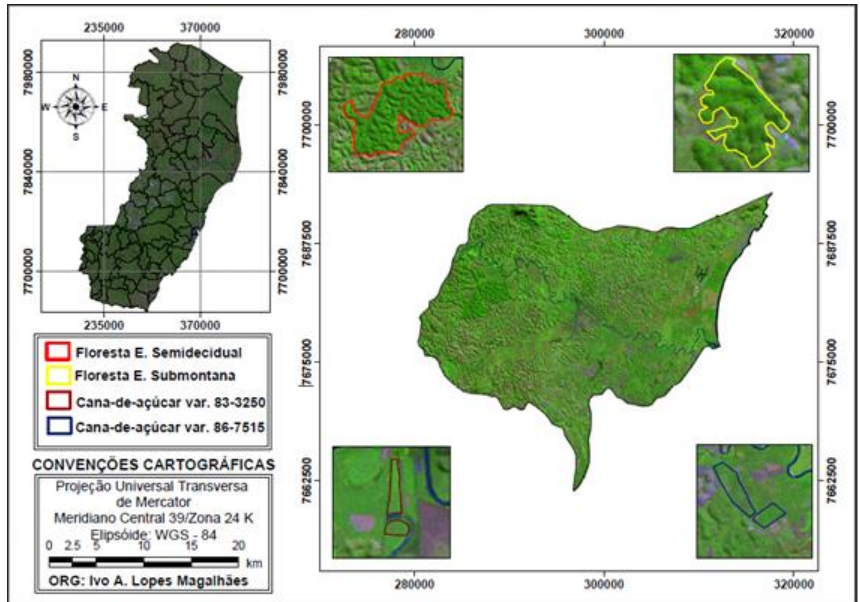 235000 370000
7980000 7980000
7840000 7840000
7700000 7700000
235000 370000
N
W E
S
Floresta E. Semidecidual
Floresta E. Submontana
Cana-de-açúcar var. 83-3250
Cana-de-açúcar var. 86-7515
CONVENÇÕES CARTOGRÁFICAS
Projeção Universal Transversa
de Mercator
Meridiano Central 39/Zona 24 K
Elipsóide: WGS - 84
0 2.5 5 10 15 20
km
ORG: Ivo A. Lopes Magalhães
280000 300000 320000
7700000 7700000
7687500 7687500
7675000 7675000
7662500 7662500
280000 300000 320000